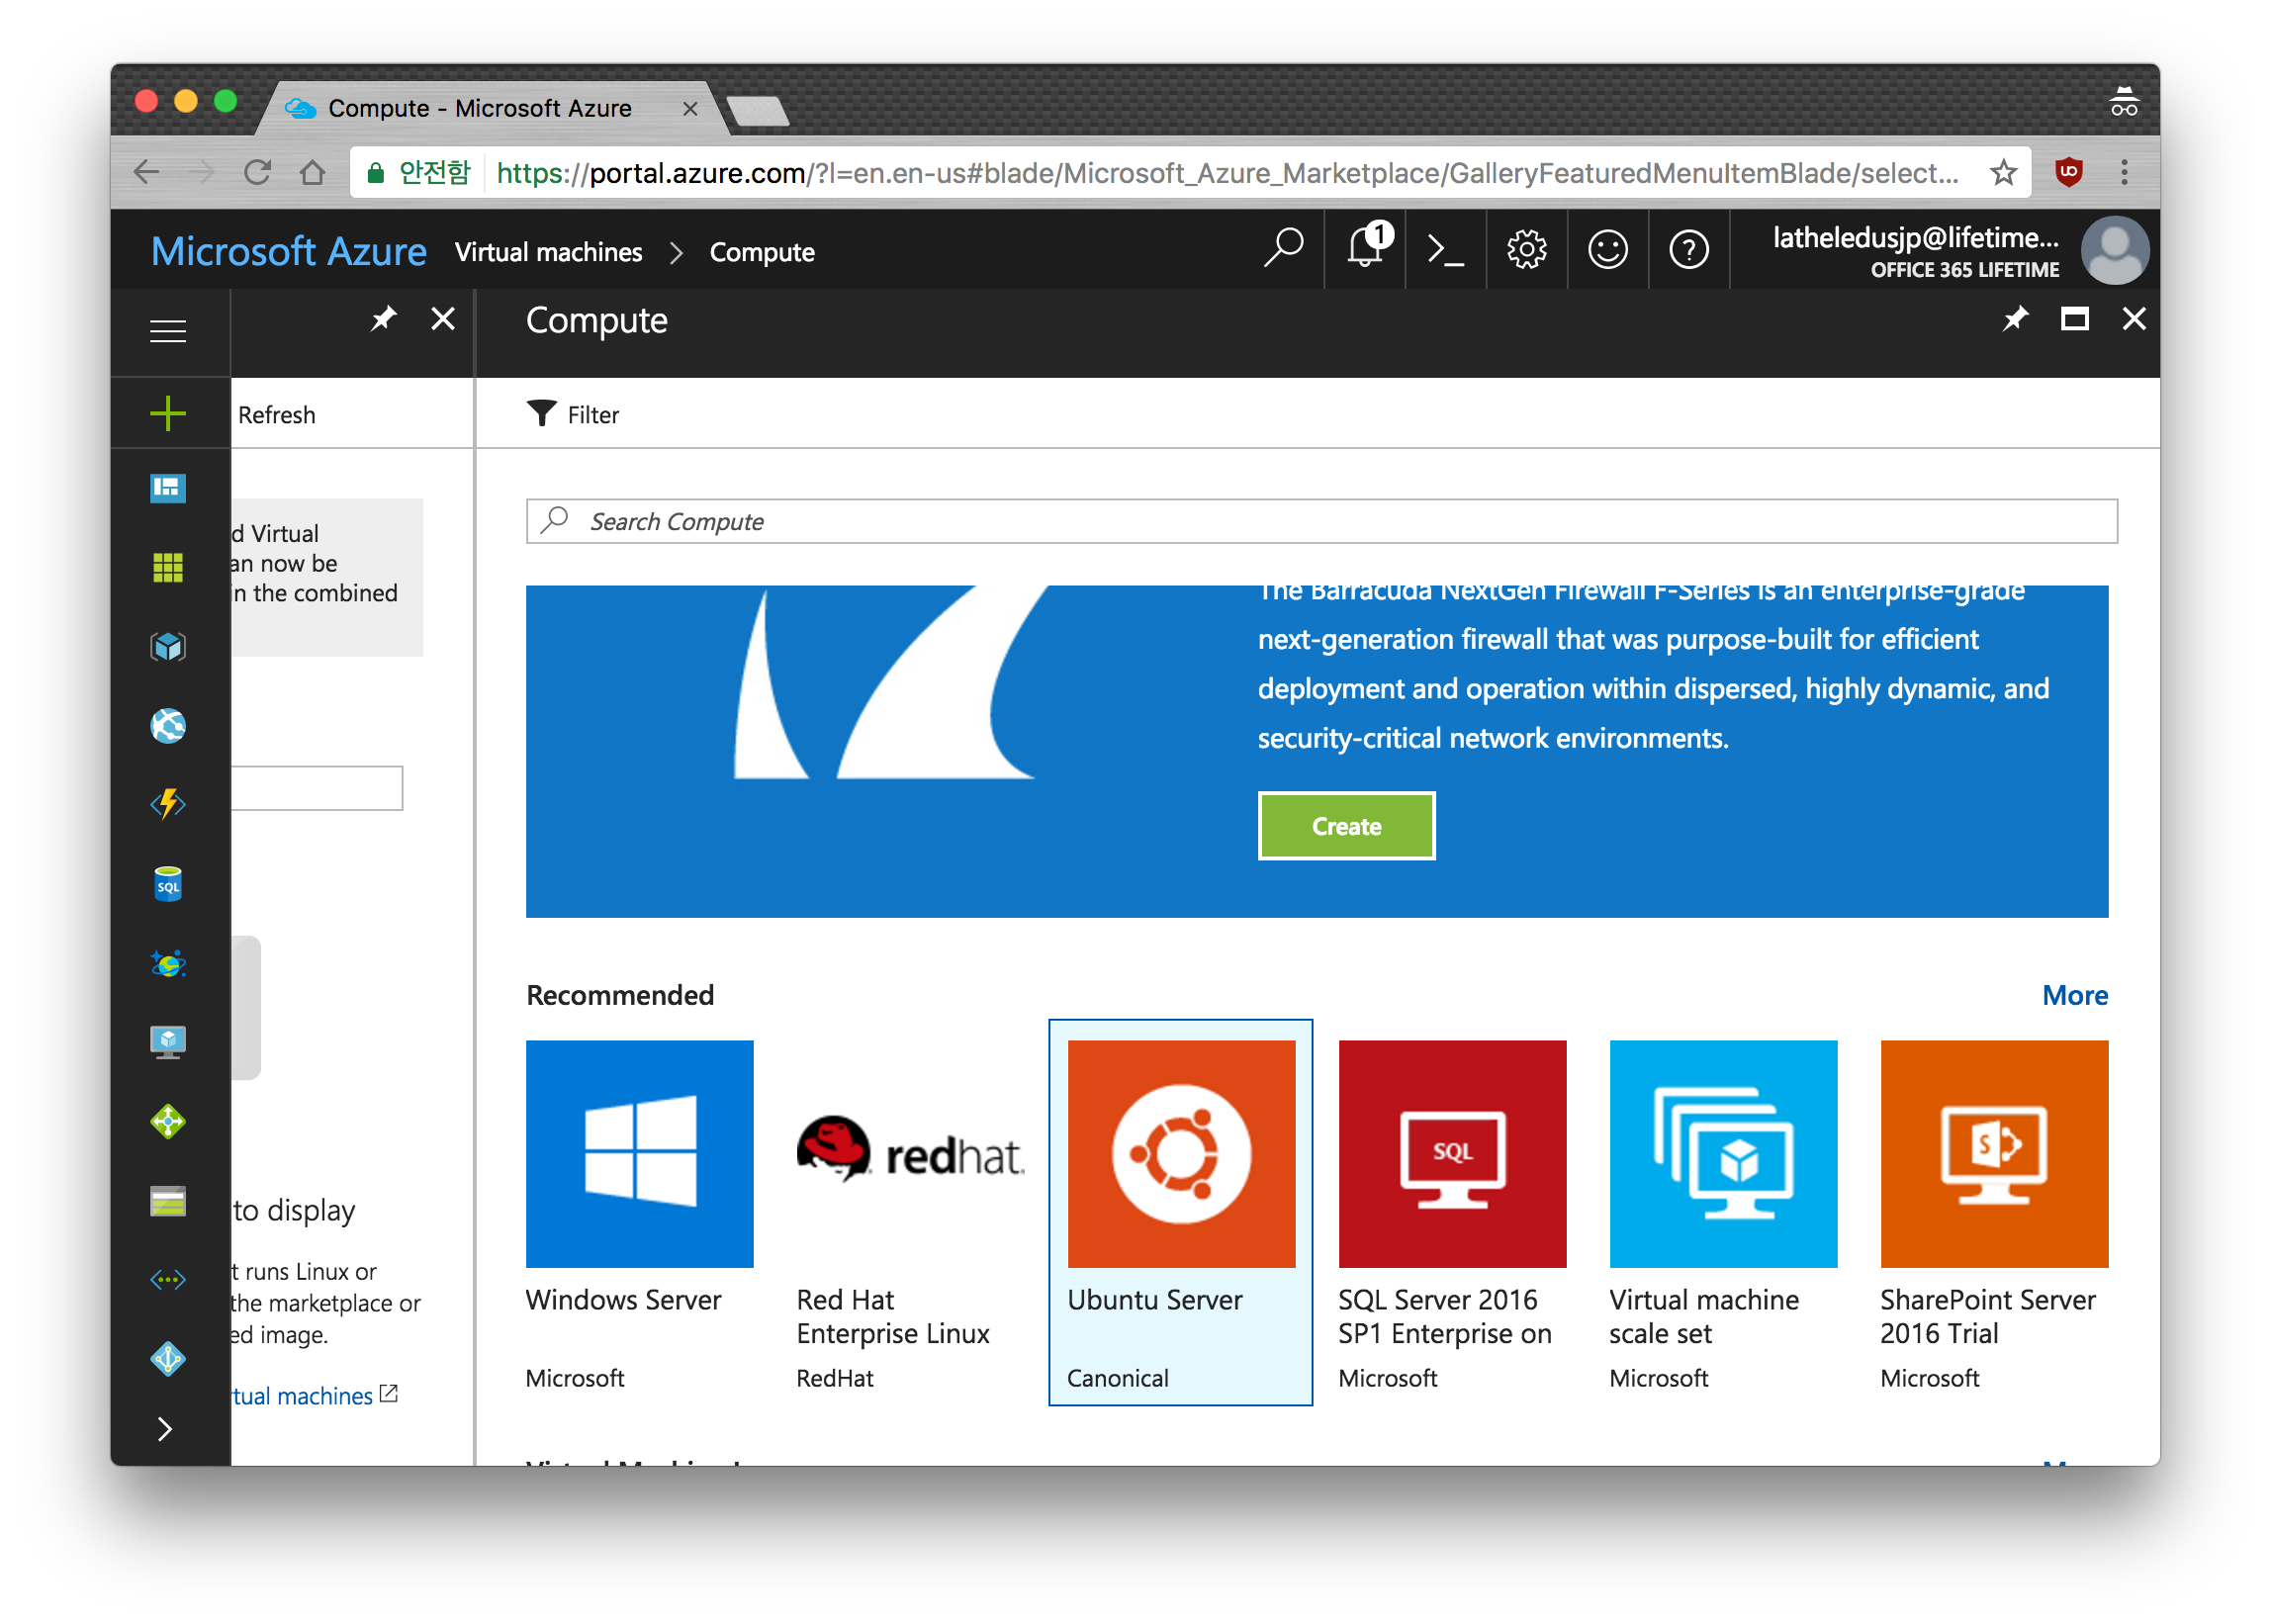 Compute - Microsoft Azure
안전함 https://portal.azure.com/?l=en.en-us#blade/Microsoft_Azure_Marketplace/GalleryFeaturedMenuItemBlade/select...
Microsoft Azure Virtual machines > Compute
1
latheledusjp@lifetime...
OFFICE 365 LIFETIME
Compute
Refresh
Filter
d Virtual
an now be
in the combined
Search Compute
The Barracuda NextGen Firewall F-Series is an enterprise-grade
next-generation firewall that was purpose-built for efficient
deployment and operation within dispersed, highly dynamic, and
security-critical network environments.
Create
SQL
to display
t runs Linux or
the marketplace or
ed image.
tual machines
Recommended
More
redhat.
SQL
S
Windows Server
Microsoft
Red Hat
Enterprise Linux
RedHat
Ubuntu Server
Canonical
SQL Server 2016
SP1 Enterprise on
Microsoft
Virtual machine
scale set
Microsoft
SharePoint Server
2016 Trial
Microsoft